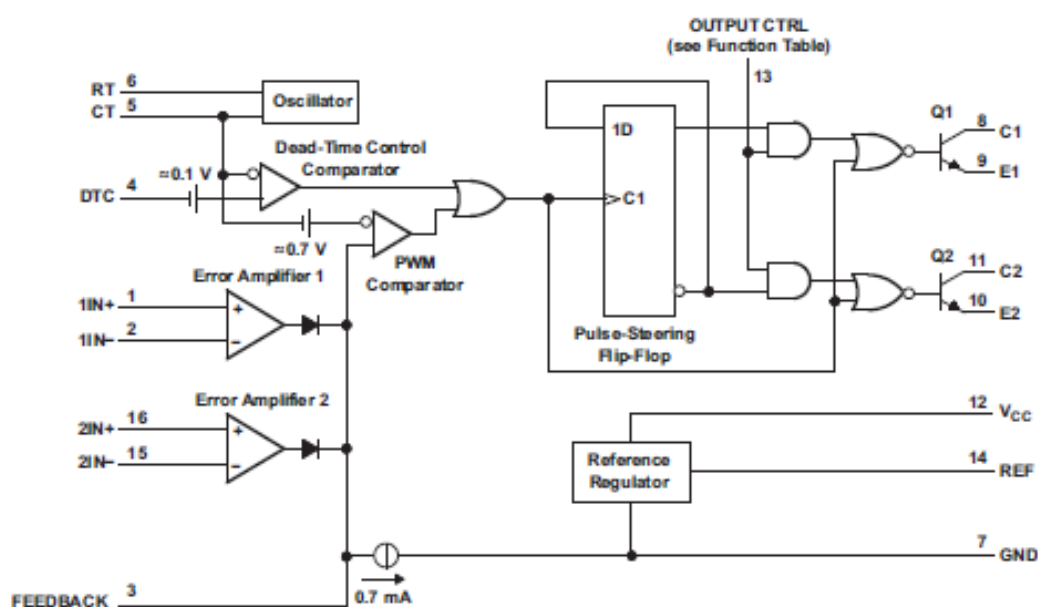 OUTPUT CTRL
(see Function Table)
13
RT 6
CT 5
Oscillator
Dead-Time Control
Comparator
≈0.1 V
DTC 4
≈0.7 V
PWM
Comparator
1D
C1
Pulse-Steering
Flip-Flop
Q1
8 C1
9 E1
Q2
11 C2
10 E2
Error Amplifier 1
1IN+ 1
1IN− 2
+
−
Error Amplifier 2
2IN+ 16
2IN− 15
+
−
Reference
Regulator
12 VCC
14 REF
7 GND
0.7 mA
FEEDBACK 3